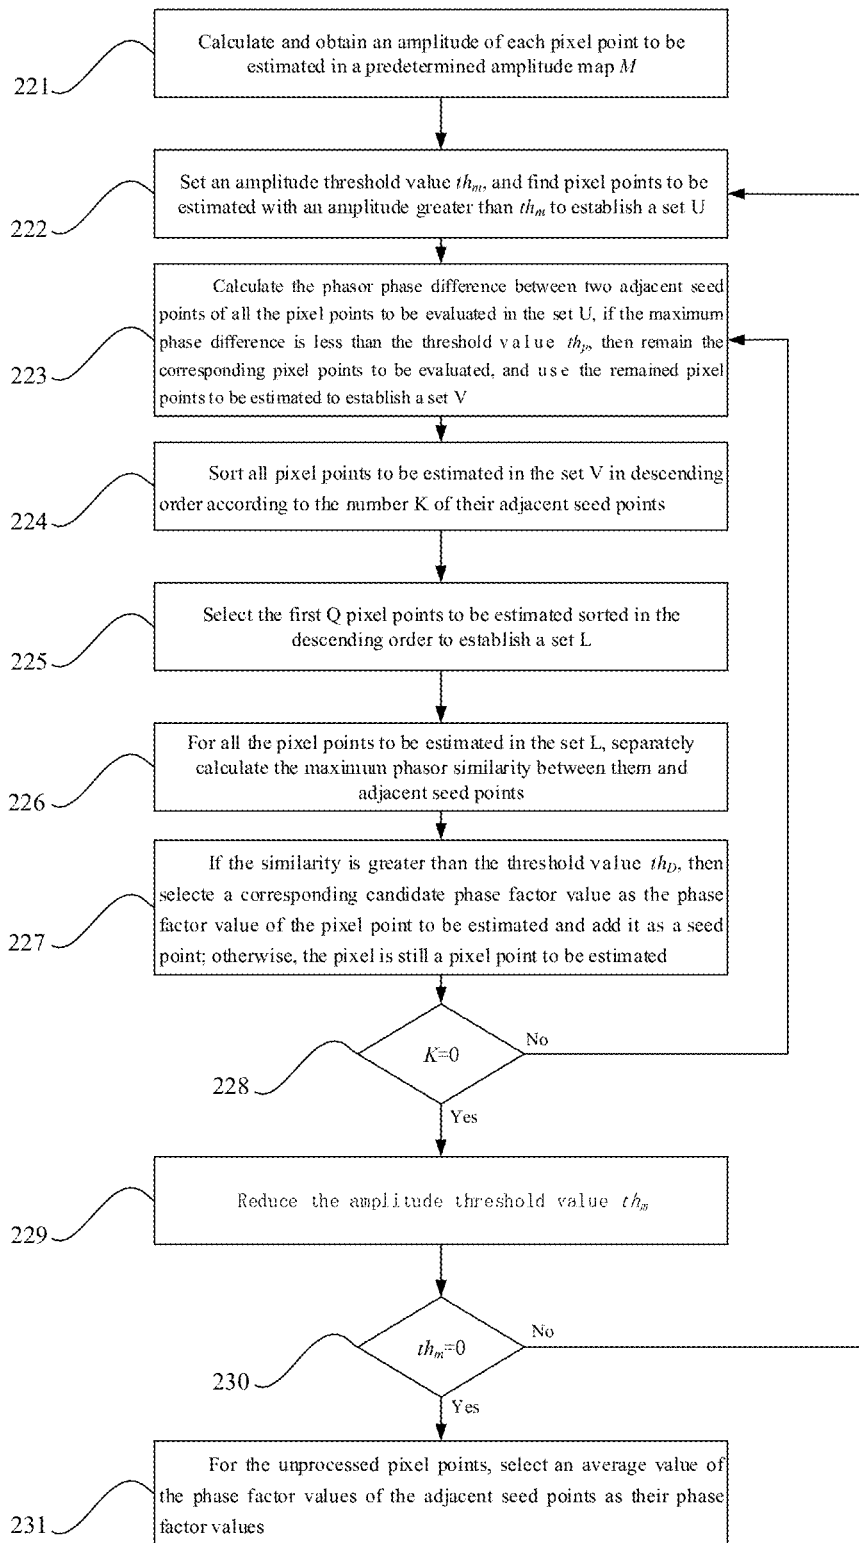 Calculate and obtain an amplitude of each pixel point to be
estimated in a predetermined amplitude map M
221
Set an amplitude threshold value thm, and find pixel points to be
estimated with an amplitude greater than thm to establish a set U
222
Calculate the phasor phase difference between two adjacent seed
points of all the pixel points to be evaluated in the set U, if the maximum
phase difference is less than the threshold value thp, then remain the
corresponding pixel points to be evaluated, and use the remained pixel
points to be estimated to establish a set V
223
Sort all pixel points to be estimated in the set V in descending
order according to the number K of their adjacent seed points
224
Select the first Q pixel points to be estimated sorted in the
descending order to establish a set L
225
For all the pixel points to be estimated in the set L, separately
calculate the maximum phasor similarity between them and
adjacent seed points
226
If the similarity is greater than the threshold value thD, then
selecte a corresponding candidate phase factor value as the phase
factor value of the pixel point to be estimated and add it as a seed
point; otherwise, the pixel is still a pixel point to be estimated
227
K=0
No
228
Yes
Reduce the amplitude threshold value thm
229
thm=0
No
230
Yes
For the unprocessed pixel points, select an average value of
the phase factor values of the adjacent seed points as their phase
factor values
231